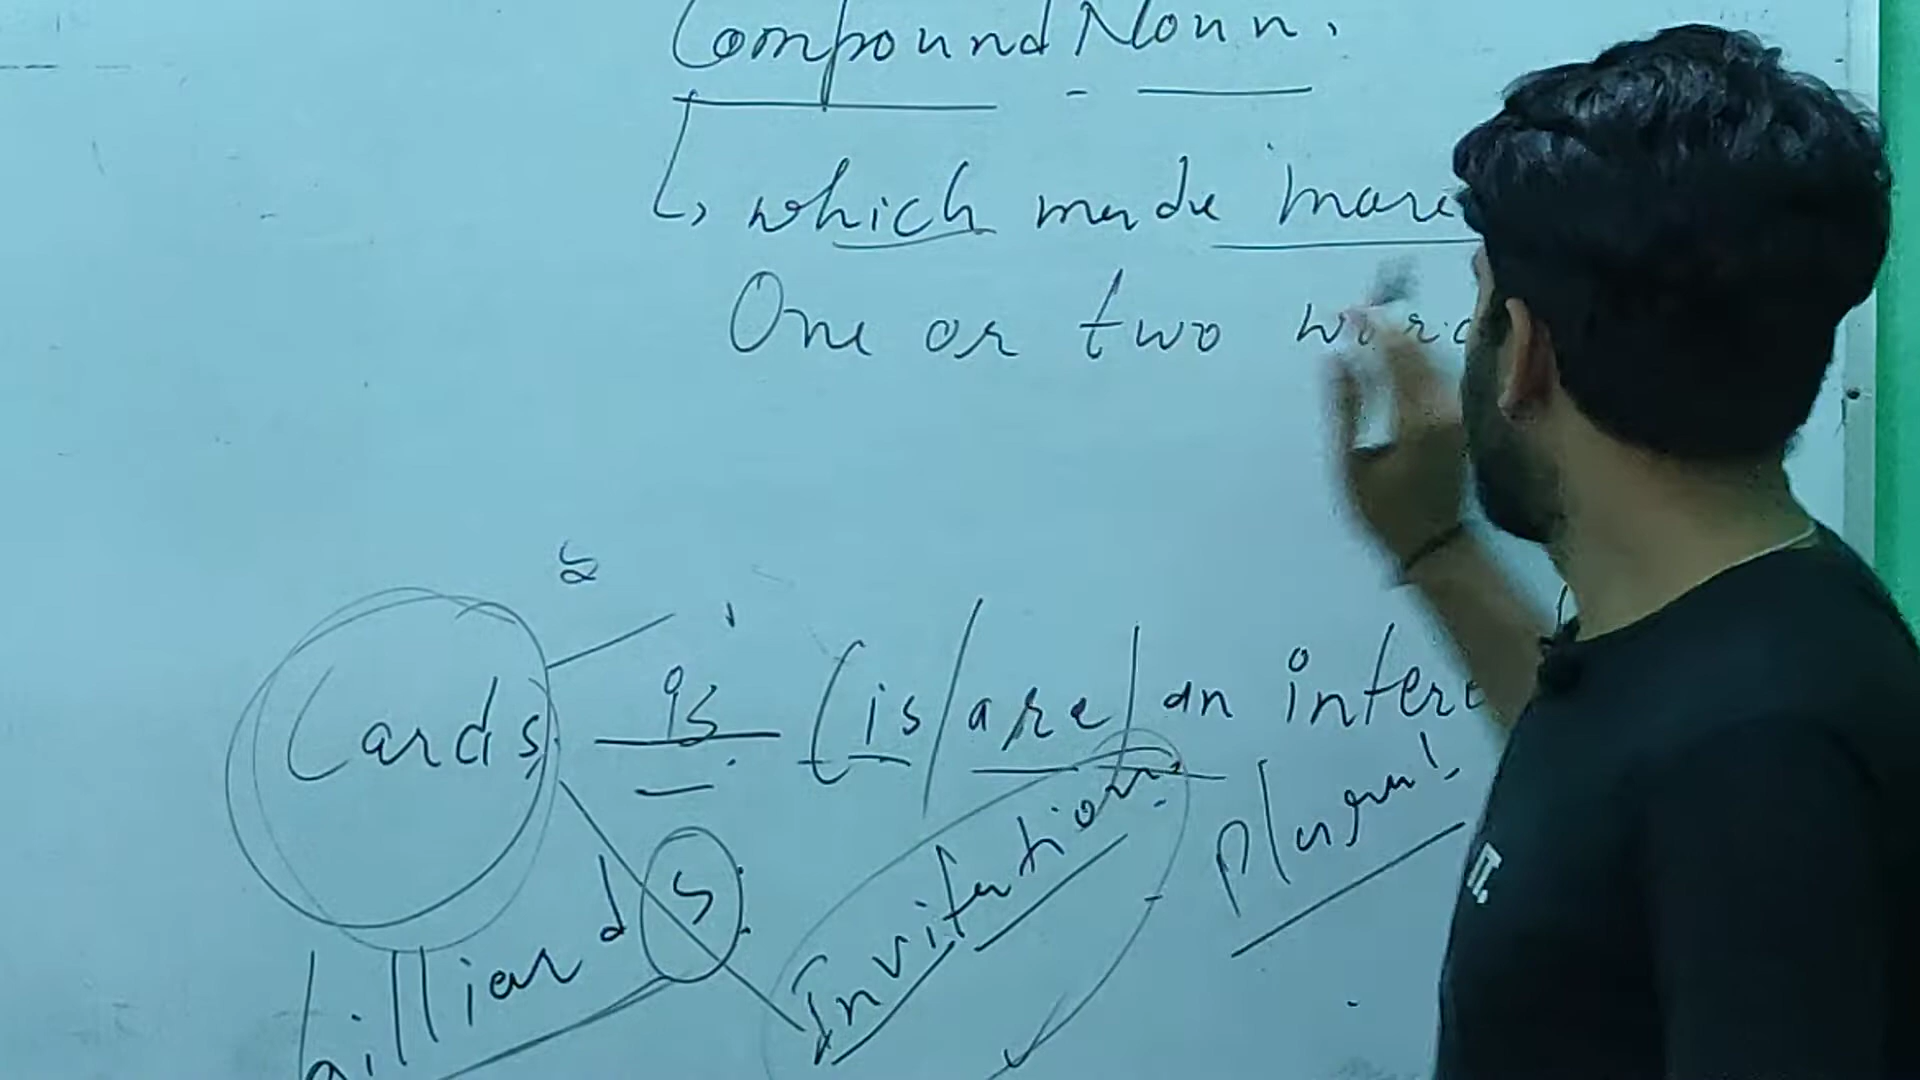 Compound Noun.
↳ which made more
One or two
Cards is (is/are) an
Invitation.
Plural
billiards